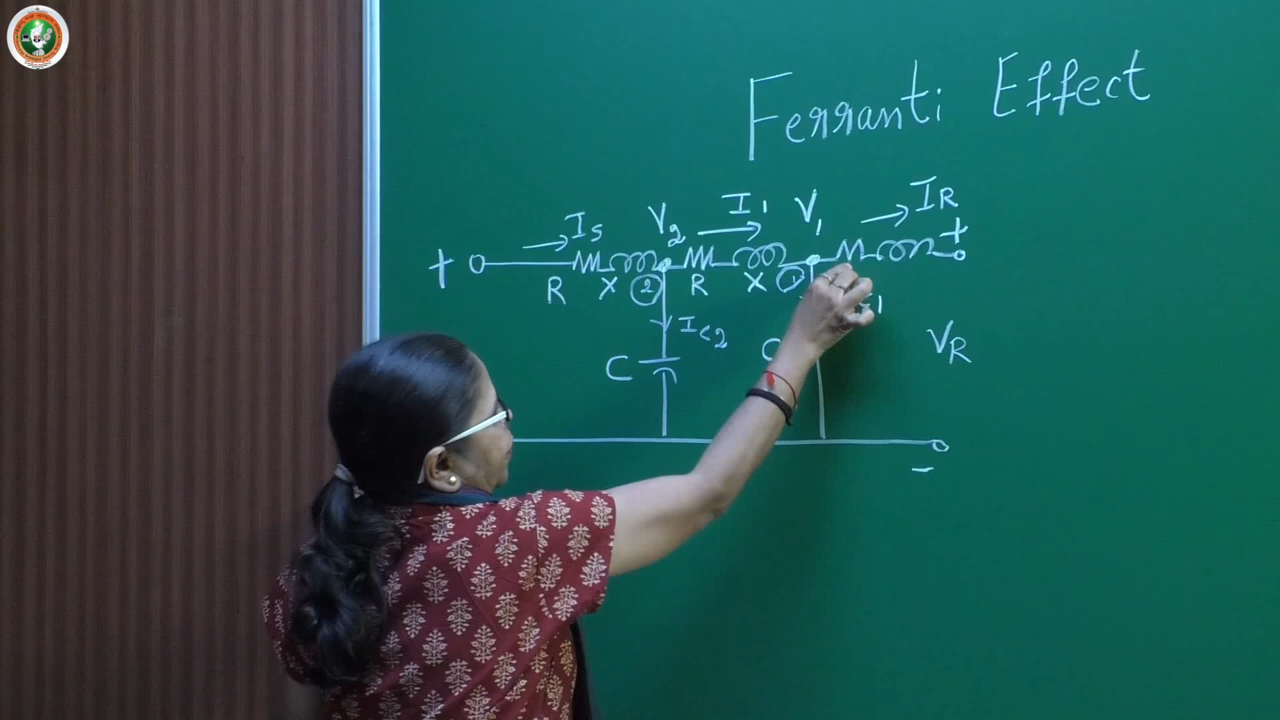 Ferranti Effect
Is V2 I1 V1 IR
+ +
R X 2 R X 1
Ic2
C C VR
-